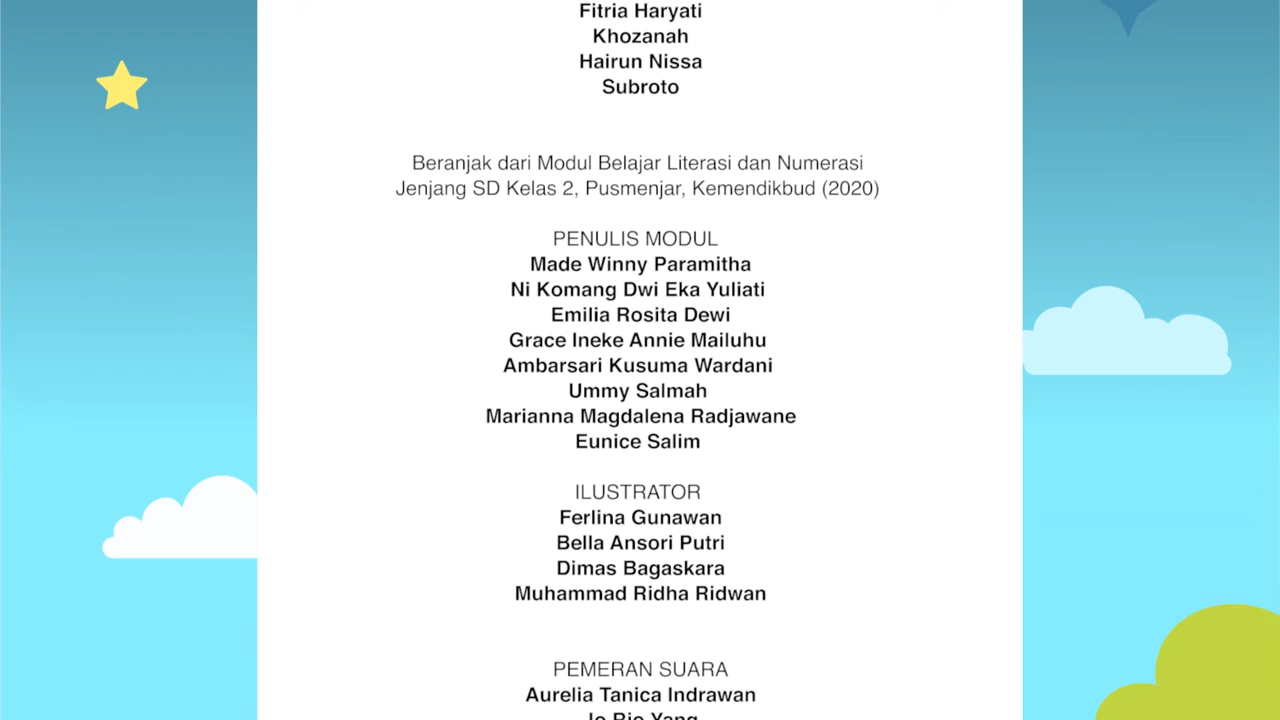 Fitria Haryati
Khozanah
Hairun Nissa
Subroto
Beranjak dari Modul Belajar Literasi dan Numerasi
Jenjang SD Kelas 2, Pusmenjar, Kemendikbud (2020)
PENULIS MODUL
Made Winny Paramitha
Ni Komang Dwi Eka Yuliati
Emilia Rosita Dewi
Grace Ineke Annie Mailuhu
Ambarsari Kusuma Wardani
Ummy Salmah
Marianna Magdalena Radjawane
Eunice Salim
ILUSTRATOR
Ferlina Gunawan
Bella Ansori Putri
Dimas Bagaskara
Muhammad Ridha Ridwan
PEMERAN SUARA
Aurelia Tanica Indrawan